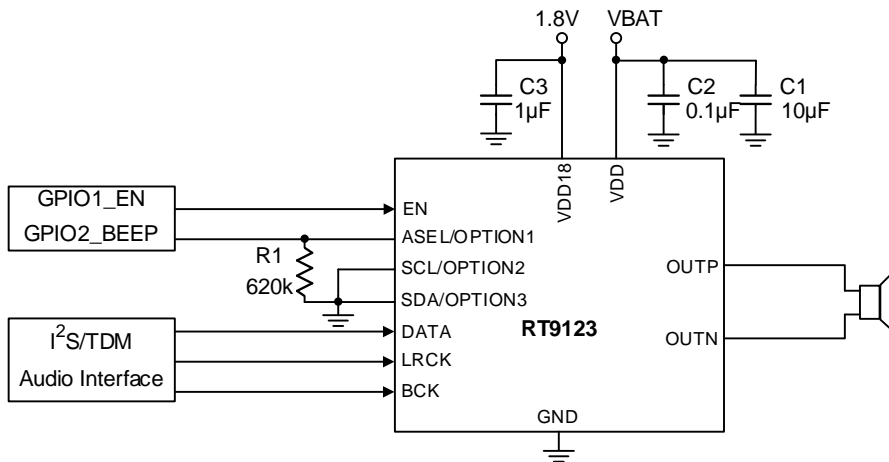 1.8V
VBAT
C3
1µF
C2
0.1µF
C1
10µF
VDD18
VDD
GPIO1_EN
GPIO2_BEEP
EN
ASEL/OPTION1
R1
620k
SCL/OPTION2
SDA/OPTION3
I²S/TDM
Audio Interface
DATA
LRCK
BCK
RT9123
OUTP
OUTN
GND